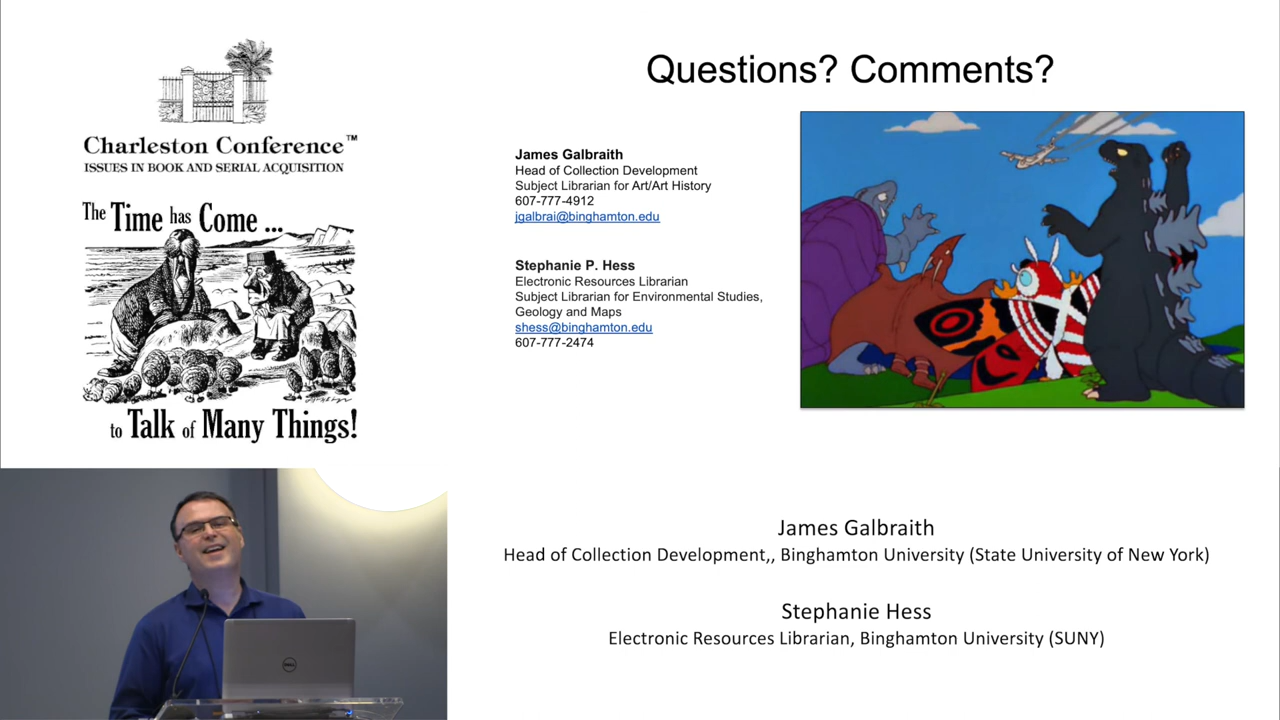 Charleston Conference™
ISSUES IN BOOK AND SERIAL ACQUISITION
The Time has Come ...
to Talk of Many Things!
Questions? Comments?
James Galbraith
Head of Collection Development
Subject Librarian for Art/Art History
607-777-4912
jgalbrai@binghamton.edu
Stephanie P. Hess
Electronic Resources Librarian
Subject Librarian for Environmental Studies,
Geology and Maps
shess@binghamton.edu
607-777-2474
DELL
James Galbraith
Head of Collection Development,, Binghamton University (State University of New York)
Stephanie Hess
Electronic Resources Librarian, Binghamton University (SUNY)